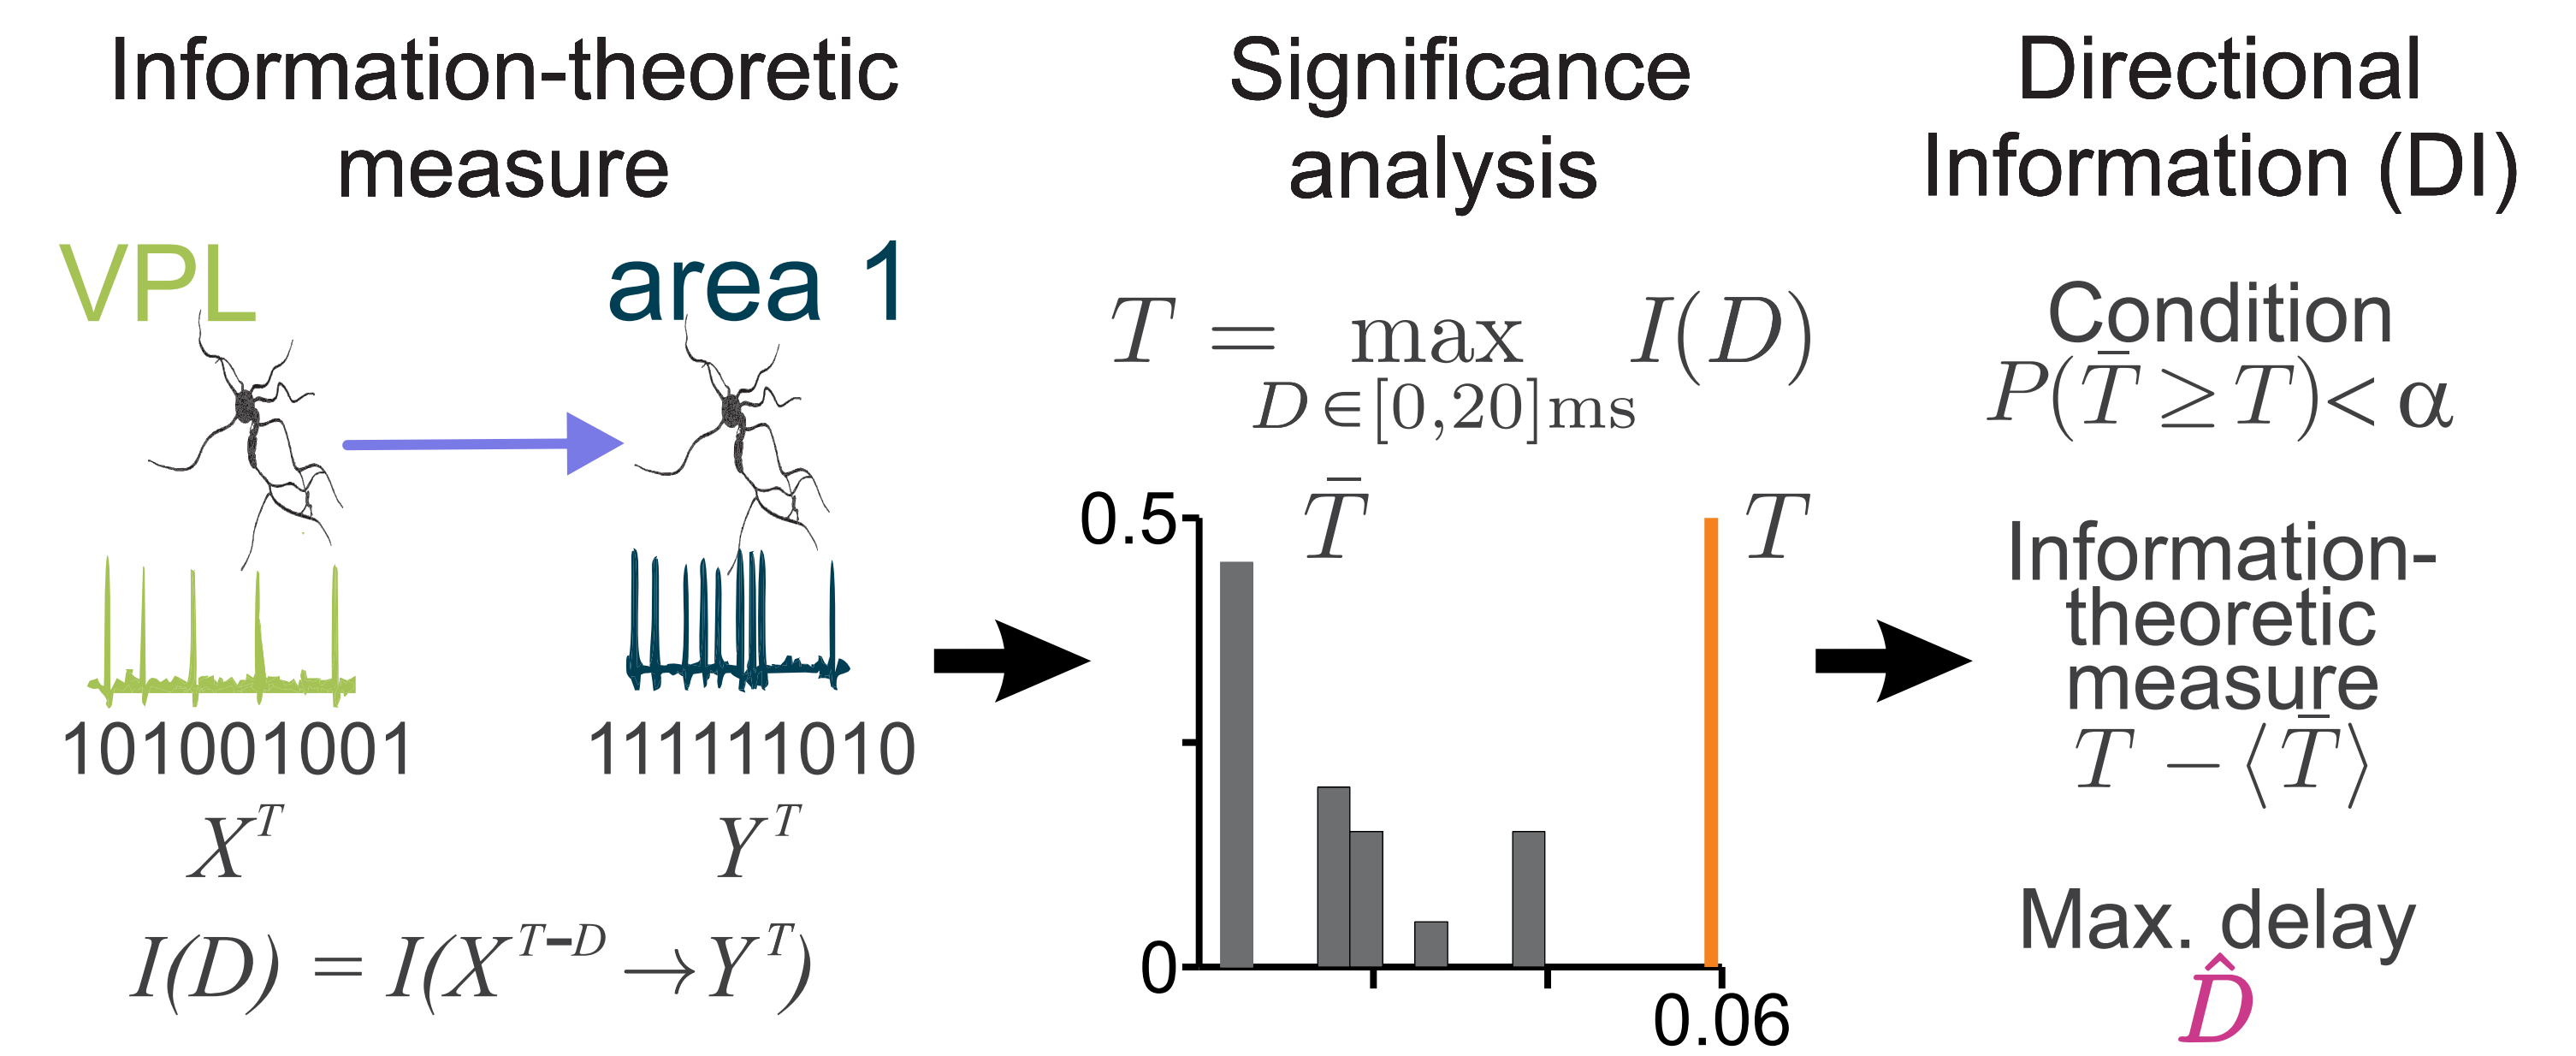 Information-theoretic
measure
VPL
area 1
101001001
111111010
X^T
Y^T
I(D) = I(X^{T−D} → Y^T)
Significance
analysis
T = max I(D)
D∈[0,20]ms
0.5
T̄
T
0
0.06
Directional
Information (DI)
Condition
P(T̄ ≥ T) < α
Information-
theoretic
measure
T − ⟨T̄⟩
Max. delay
D̂